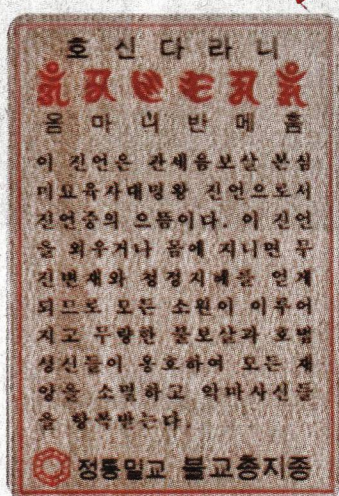 호신다라니
옴 마 니 반 메 훔
이 진언은 관세음보살 본심
미묘육자대명왕 진언으로서
진언중의 으뜸이다. 이 진언
을 외우거나 몸에 지니면 무
진변재와 청정지혜를 얻게
되므로 모든 소원이 이루어
지고 무량한 불보살과 호법
성신들이 옹호하여 모든 재
앙을 소멸하고 악마사신들
을 항복받는다.
정통밀교 불교총지종